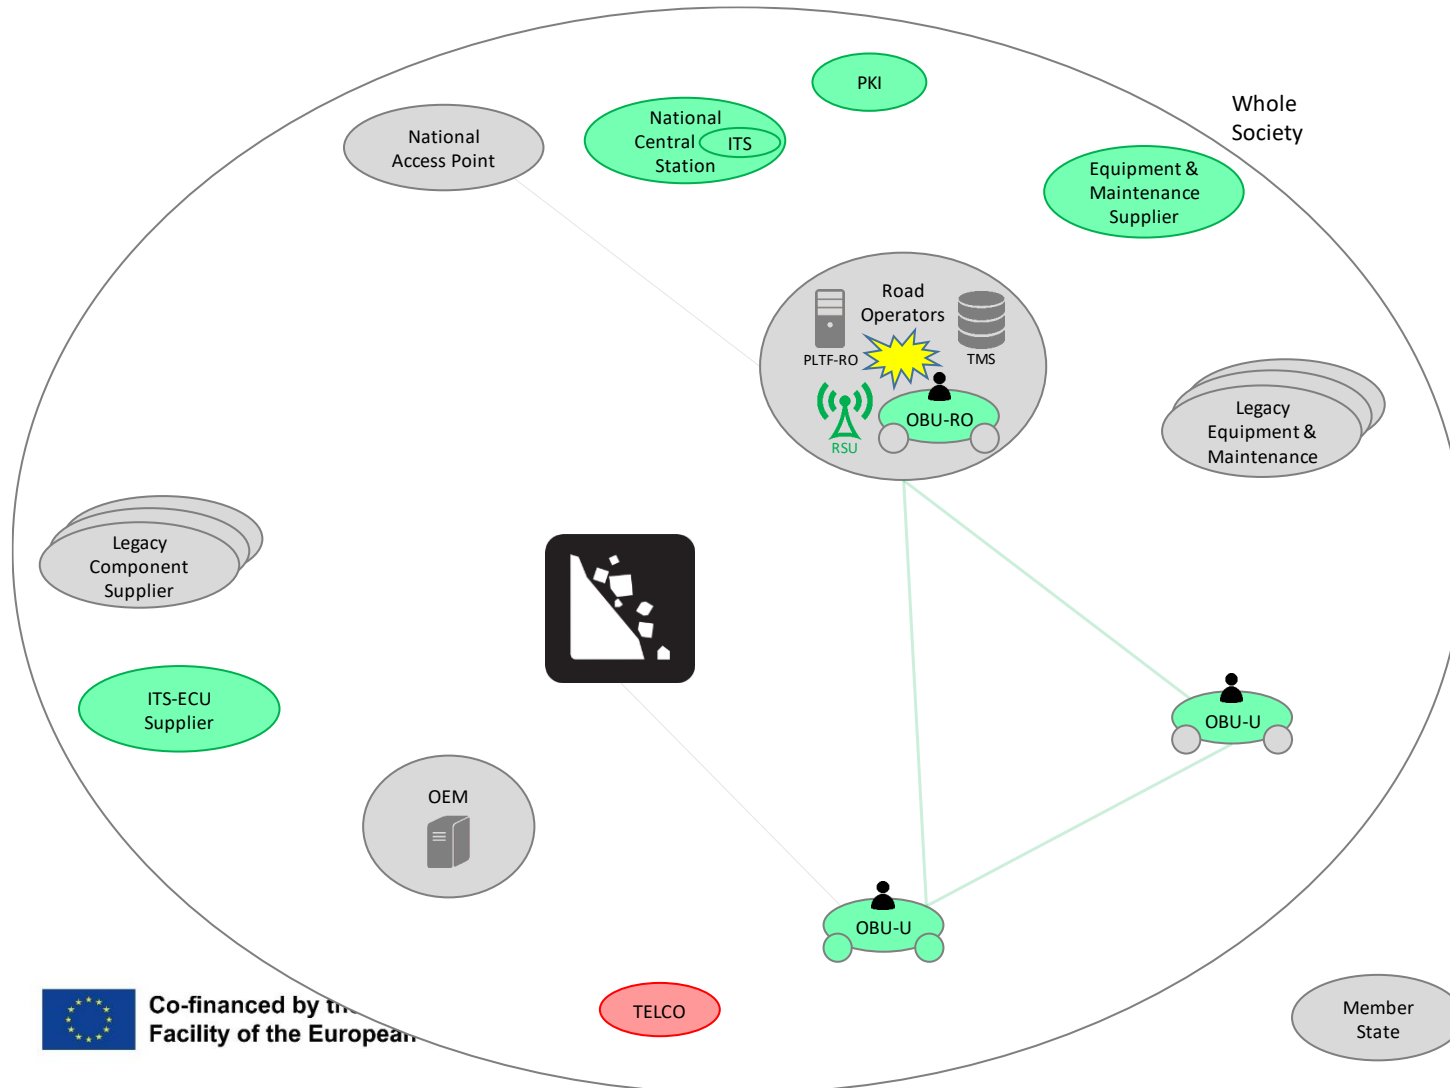 PKI
National
Central
Station
ITS
National
Access Point
Whole
Society
Equipment &
Maintenance
Supplier
Road
Operators
PLTF-RO
TMS
OBU-RO
RSU
Legacy
Equipment &
Maintenance
Legacy
Component
Supplier
ITS-ECU
Supplier
OBU-U
OEM
OBU-U
TELCO
Co-financed by
Facility of the European
Member
State